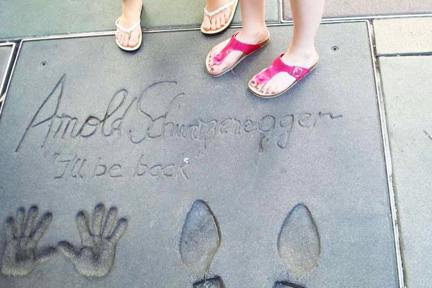 Arnold Schwarzenegger
"I'll be back"